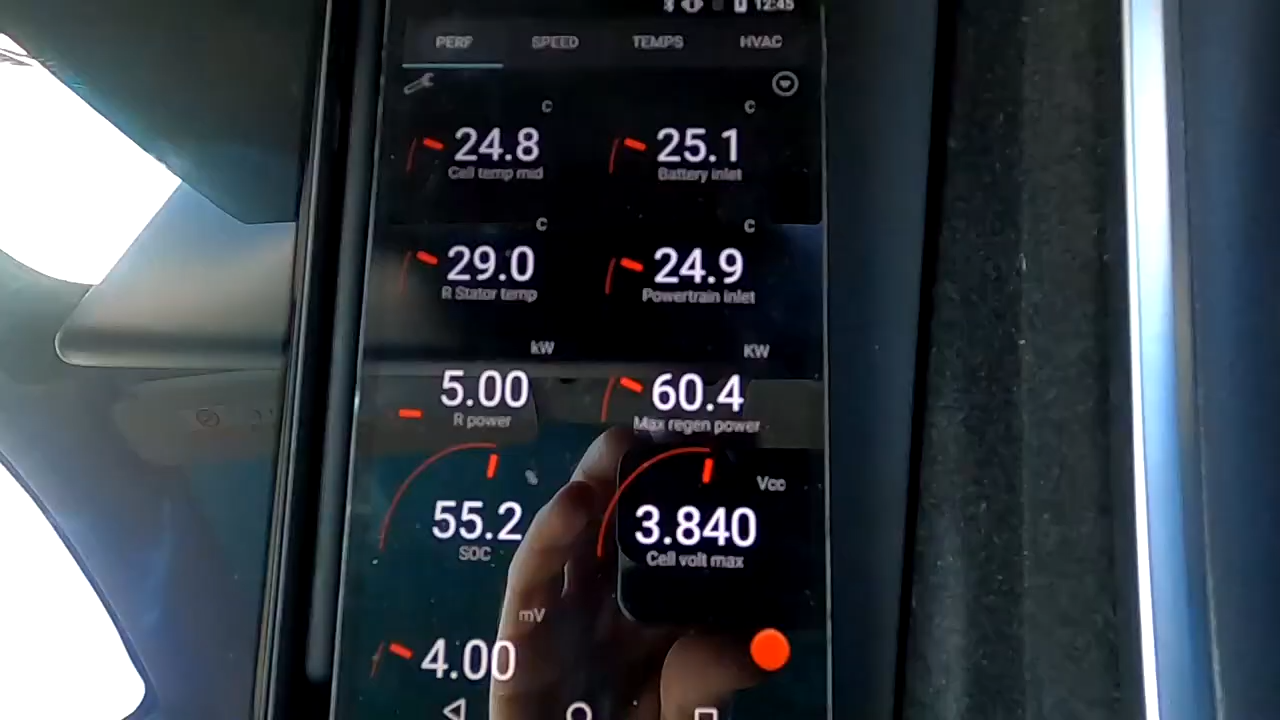 12:45
PERF SPEED TEMPS HVAC
C C
24.8 25.1
Cell temp mid Battery inlet
C C
29.0 24.9
R Stator temp Powertrain inlet
kW KW
5.00 60.4
R power Max regen power
% Vcc
55.2 3.840
SOC Cell volt max
mV
4.00